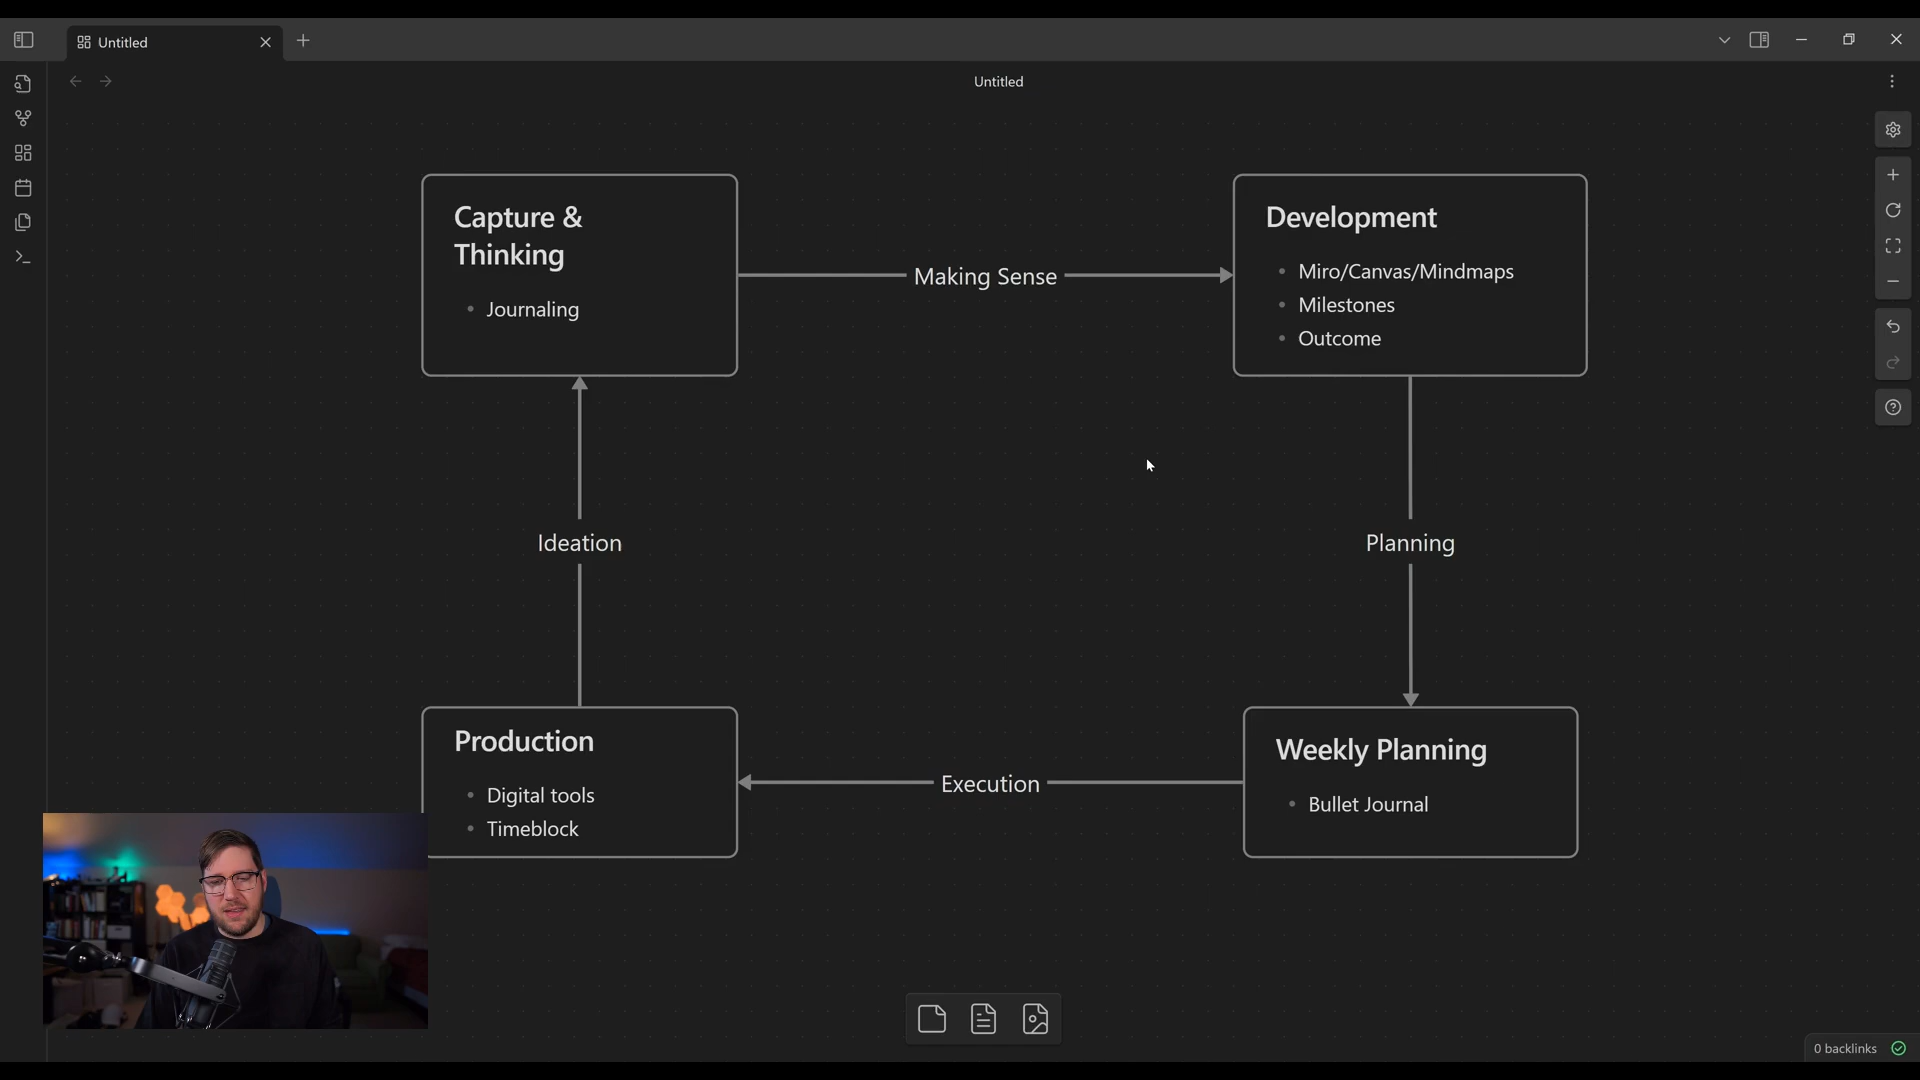 Untitled
Untitled
Capture &
Thinking
• Journaling
Making Sense
Development
• Miro/Canvas/Mindmaps
• Milestones
• Outcome
Ideation
Planning
Production
• Digital tools
• Timeblock
Execution
Weekly Planning
• Bullet Journal
0 backlinks